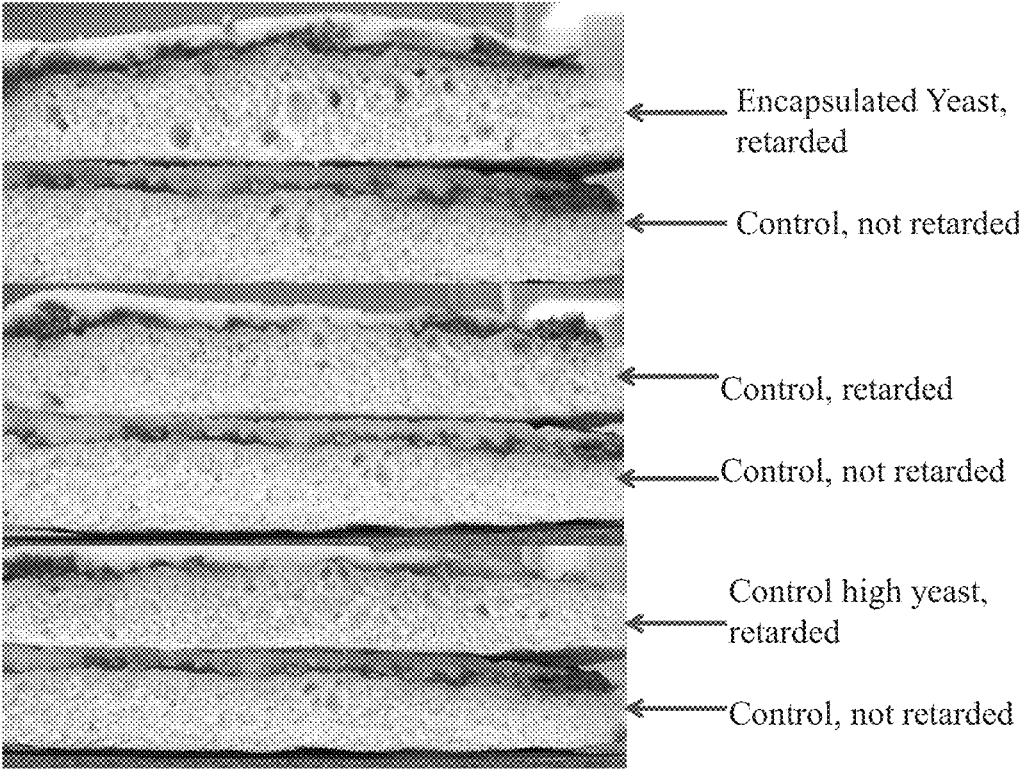 Encapsulated Yeast,
retarded
Control, not retarded
Control, retarded
Control, not retarded
Control high yeast,
retarded
Control, not retarded